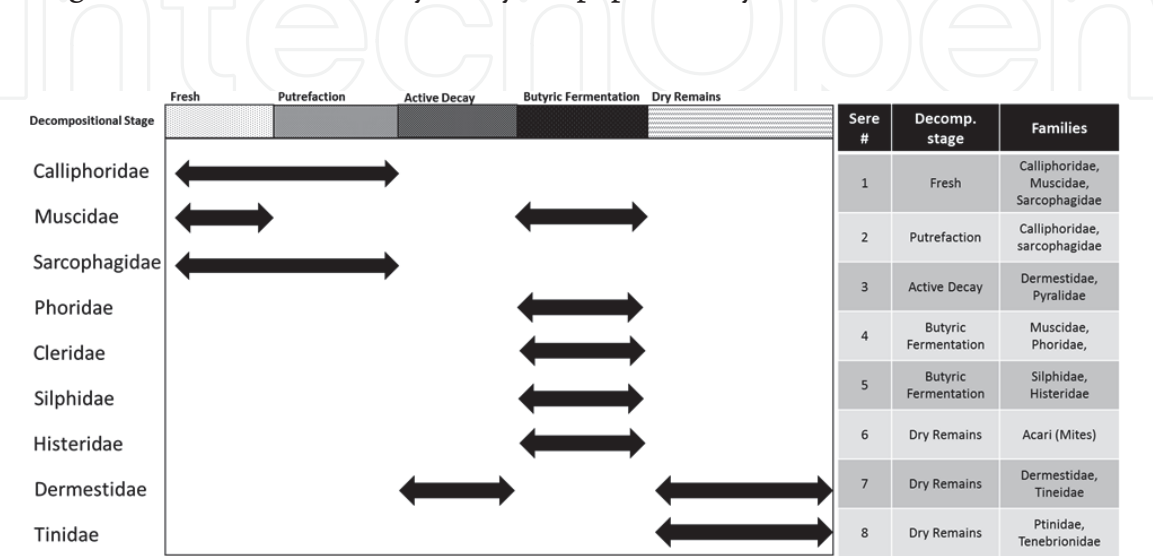 IntechOpen
Fresh Putrefaction Active Decay Butyric Fermentation Dry Remains
Decompositional Stage
Calliphoridae
Muscidae
Sarcophagidae
Phoridae
Cleridae
Silphidae
Histeridae
Dermestidae
Tinidae
Sere
#
Decomp.
stage
Families
1
Fresh
Calliphoridae,
Muscidae,
Sarcophagidae
2
Putrefaction
Calliphoridae,
sarcophagidae
3
Active Decay
Dermestidae,
Pyralidae
4
Butyric
Fermentation
Muscidae,
Phoridae,
5
Butyric
Fermentation
Silphidae,
Histeridae
6
Dry Remains
Acari (Mites)
7
Dry Remains
Dermestidae,
Tineidae
8
Dry Remains
Ptinidae,
Tenebrionidae